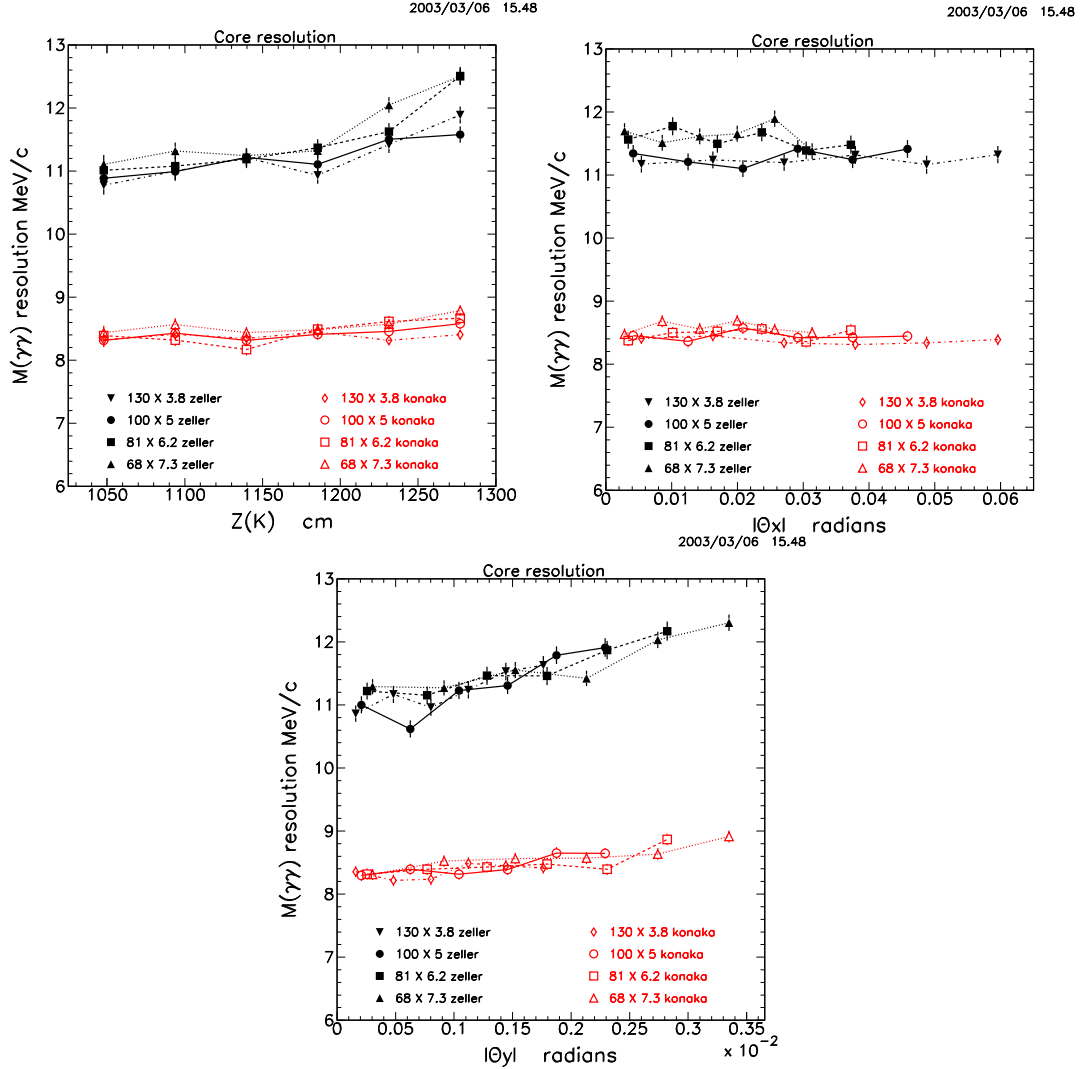 2003/03/06 15.48
Core resolution
M(γγ) resolution MeV/c
13
12
11
10
9
8
7
6
130 X 3.8 zeller
100 X 5 zeller
81 X 6.2 zeller
68 X 7.3 zeller
130 X 3.8 konaka
100 X 5 konaka
81 X 6.2 konaka
68 X 7.3 konaka
1050 1100 1150 1200 1250 1300
Z(K) cm
2003/03/06 15.48
Core resolution
M(γγ) resolution MeV/c
13
12
11
10
9
8
7
6
130 X 3.8 zeller
100 X 5 zeller
81 X 6.2 zeller
68 X 7.3 zeller
130 X 3.8 konaka
100 X 5 konaka
81 X 6.2 konaka
68 X 7.3 konaka
0 0.01 0.02 0.03 0.04 0.05 0.06
|Θx| radians
2003/03/06 15.48
Core resolution
M(γγ) resolution MeV/c
13
12
11
10
9
8
7
6
130 X 3.8 zeller
100 X 5 zeller
81 X 6.2 zeller
68 X 7.3 zeller
130 X 3.8 konaka
100 X 5 konaka
81 X 6.2 konaka
68 X 7.3 konaka
0 0.05 0.1 0.15 0.2 0.25 0.3 0.35
x 10⁻²
|Θy| radians